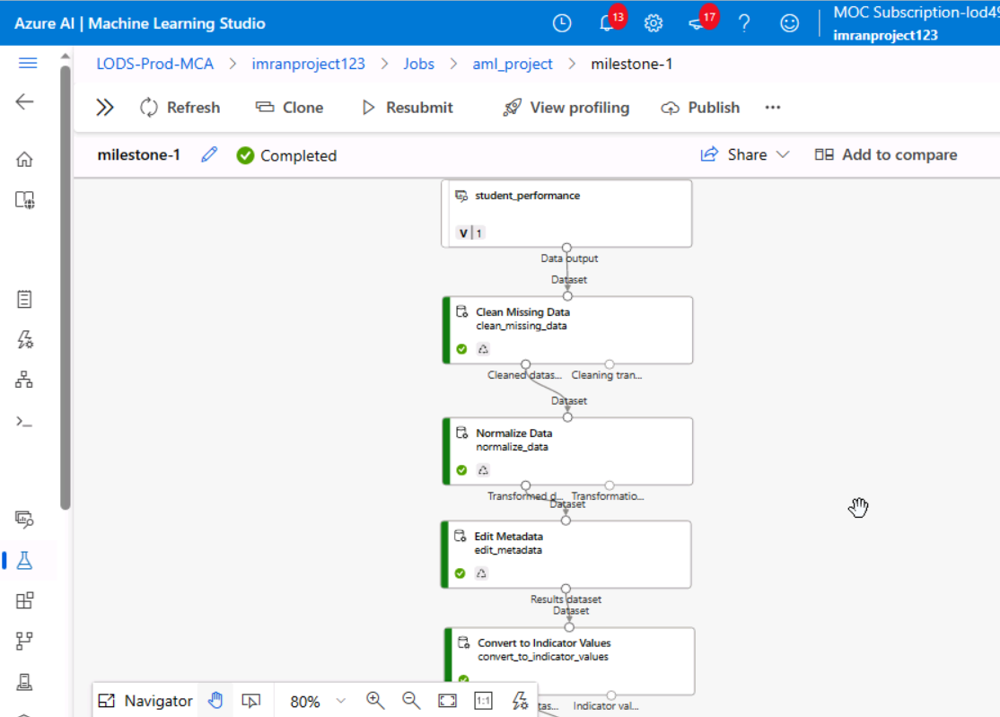 Azure AI | Machine Learning Studio
13
17
MOC Subscription-lod49
imranproject123
LODS-Prod-MCA > imranproject123 > Jobs > aml_project > milestone-1
Refresh Clone Resubmit View profiling Publish ...
milestone-1 Completed Share Add to compare
student_performance
V | 1
Data output
Dataset
Clean Missing Data
clean_missing_data
Cleaned datas... Cleaning tran...
Dataset
Normalize Data
normalize_data
Transformed d... Transformatio...
Dataset
Edit Metadata
edit_metadata
Results dataset
Dataset
Convert to Indicator Values
convert_to_indicator_values
Navigator 80% 1:1
tas... Indicator val...